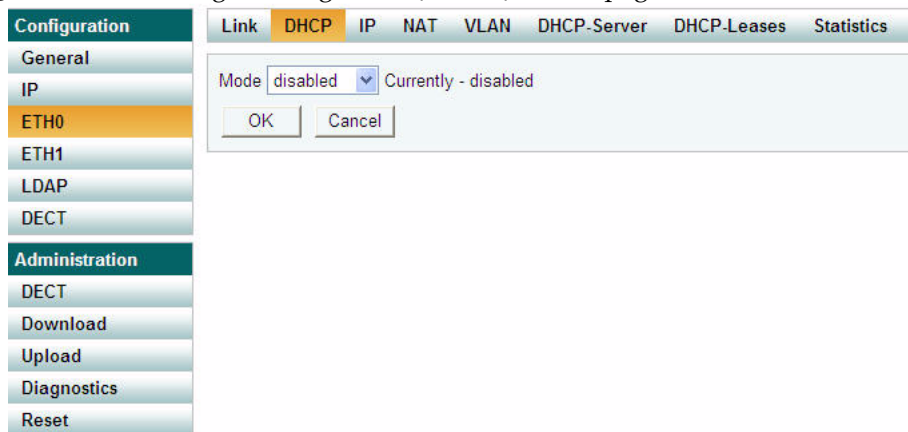 Configuration
General
IP
ETH0
ETH1
LDAP
DECT
Administration
DECT
Download
Upload
Diagnostics
Reset
Link DHCP IP NAT VLAN DHCP-Server DHCP-Leases Statistics
Mode disabled Currently - disabled
OK Cancel